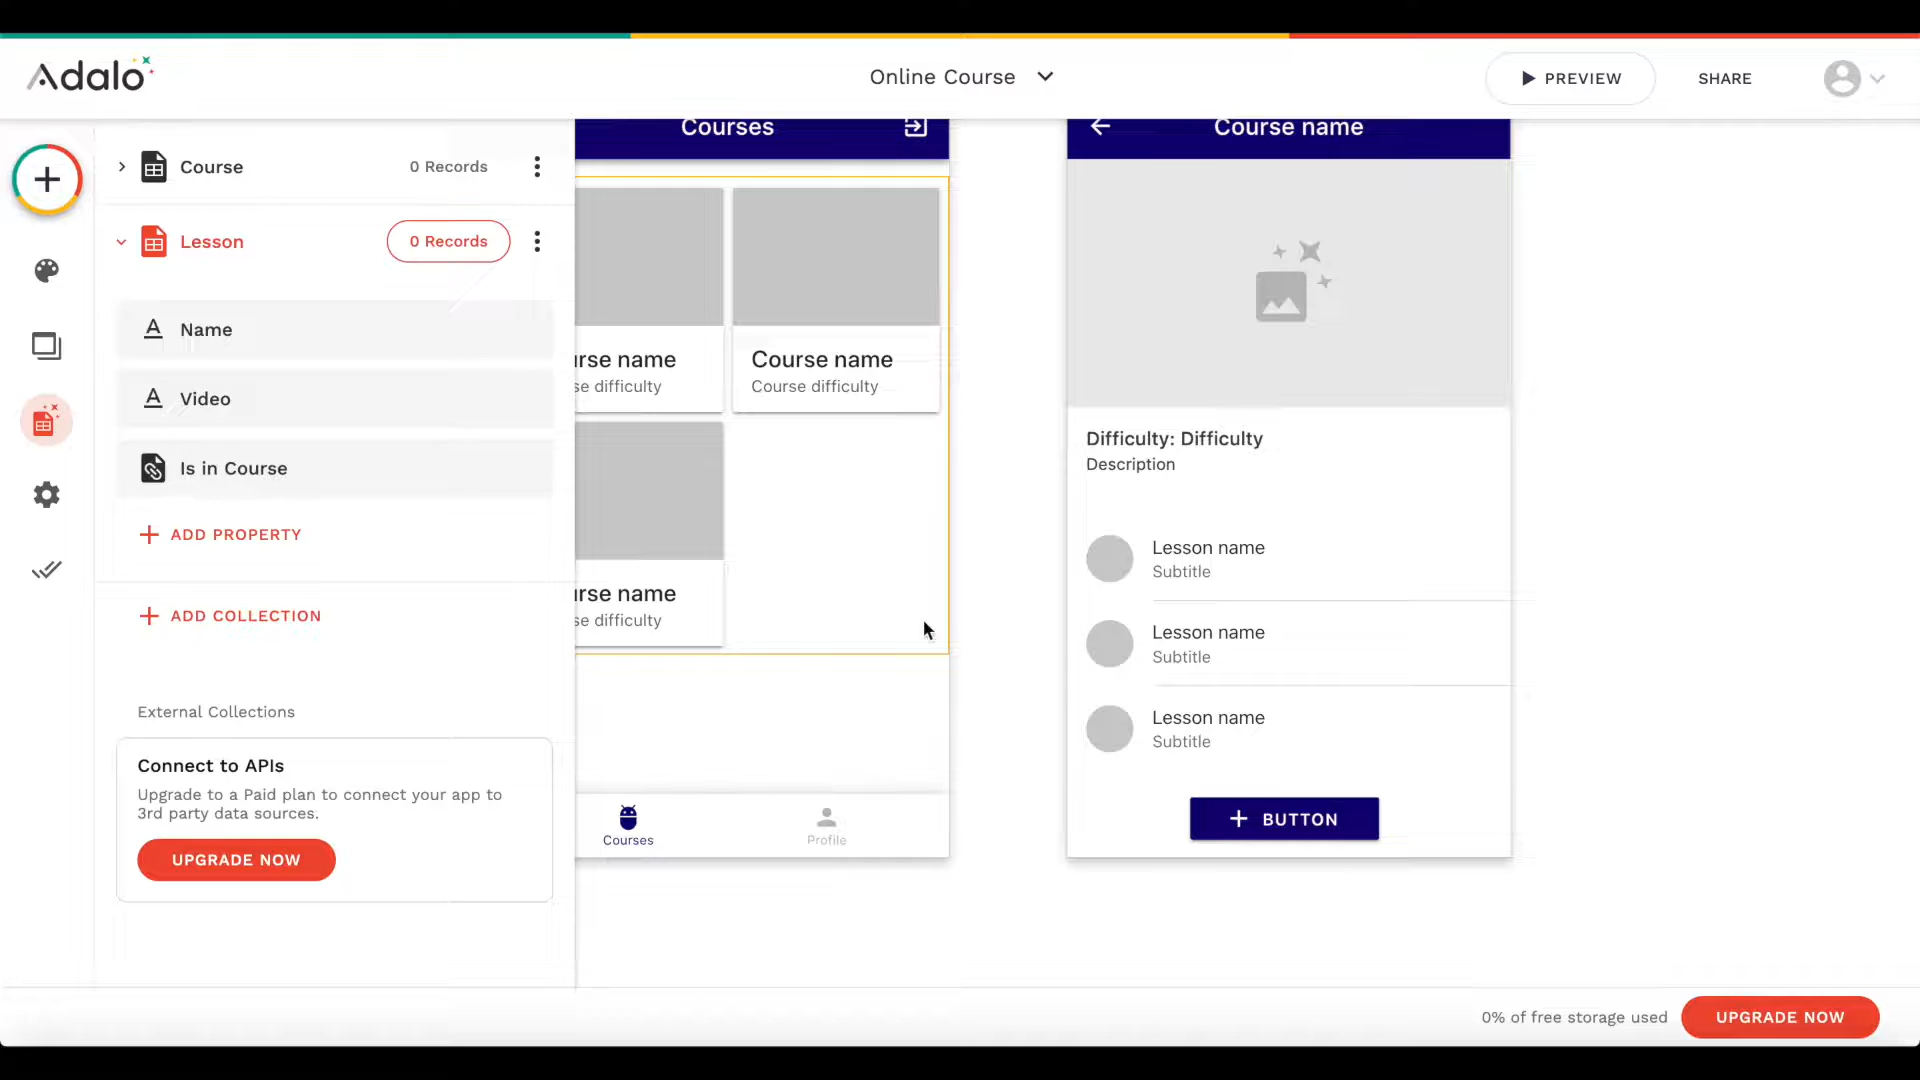 Adalo
Online Course
PREVIEW
SHARE
Course
0 Records
Lesson
0 Records
Name
Video
Is in Course
ADD PROPERTY
ADD COLLECTION
External Collections
Connect to APIs
Upgrade to a Paid plan to connect your app to
3rd party data sources.
UPGRADE NOW
Courses
rse name
se difficulty
Course name
Course difficulty
rse name
se difficulty
Courses
Profile
Course name
Difficulty: Difficulty
Description
Lesson name
Subtitle
Lesson name
Subtitle
Lesson name
Subtitle
BUTTON
0% of free storage used
UPGRADE NOW